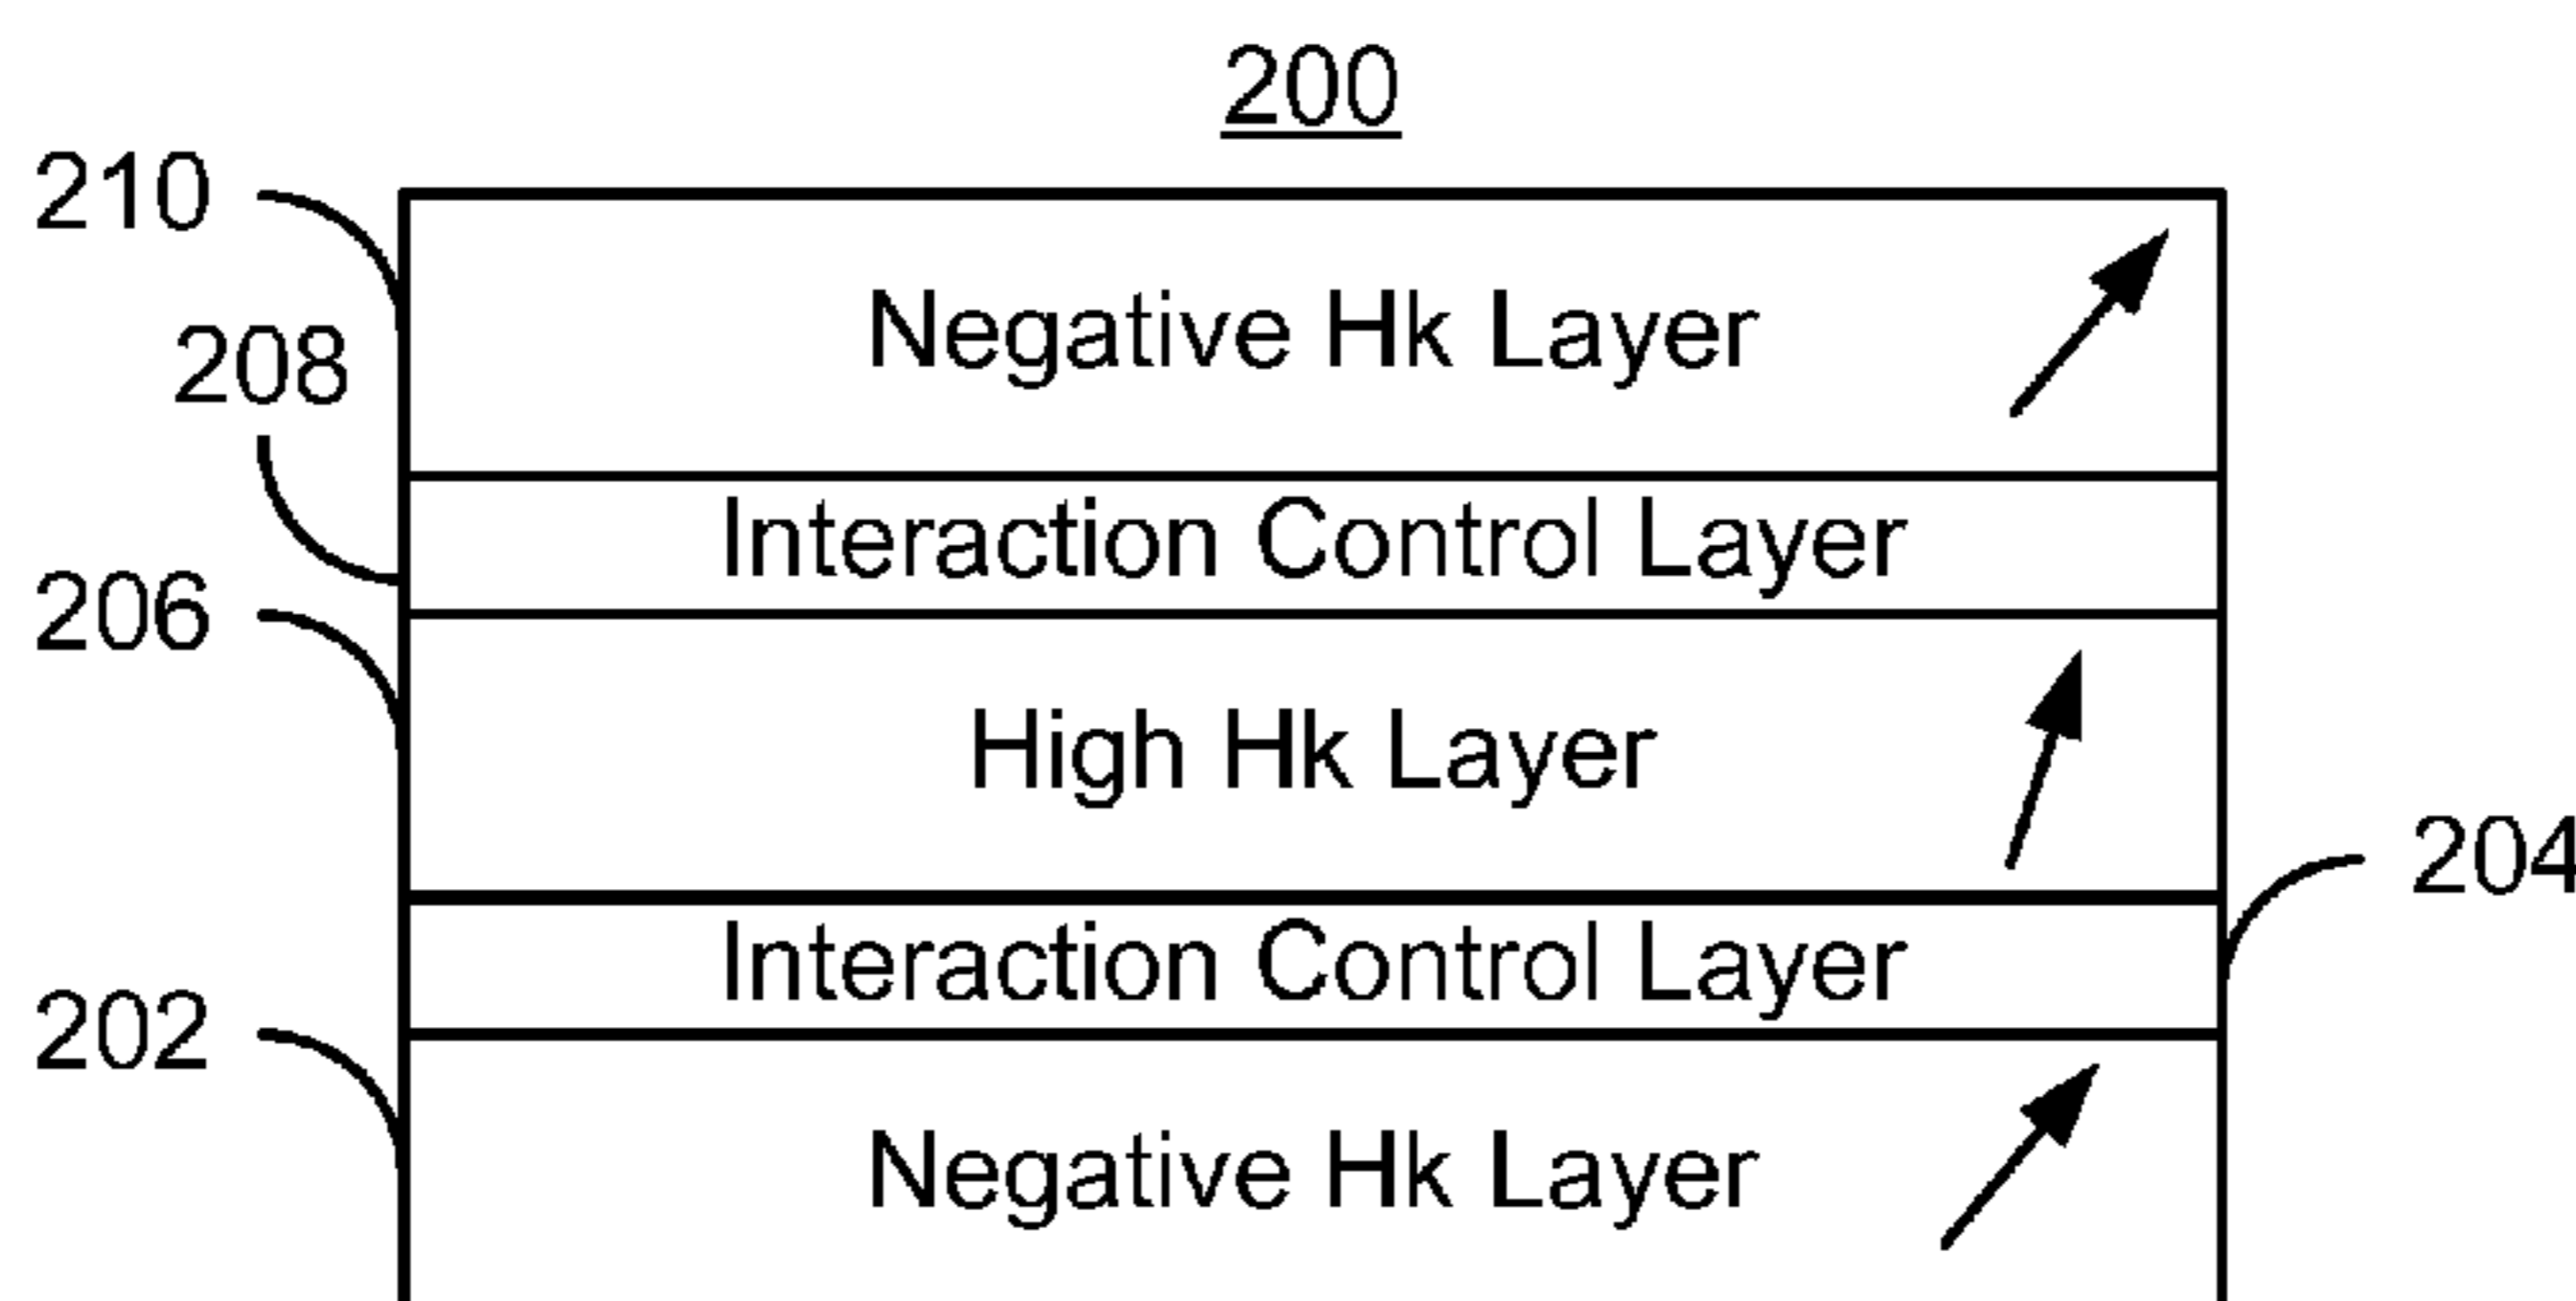 200
210
Negative Hk Layer
208
Interaction Control Layer
206
High Hk Layer
204
Interaction Control Layer
202
Negative Hk Layer